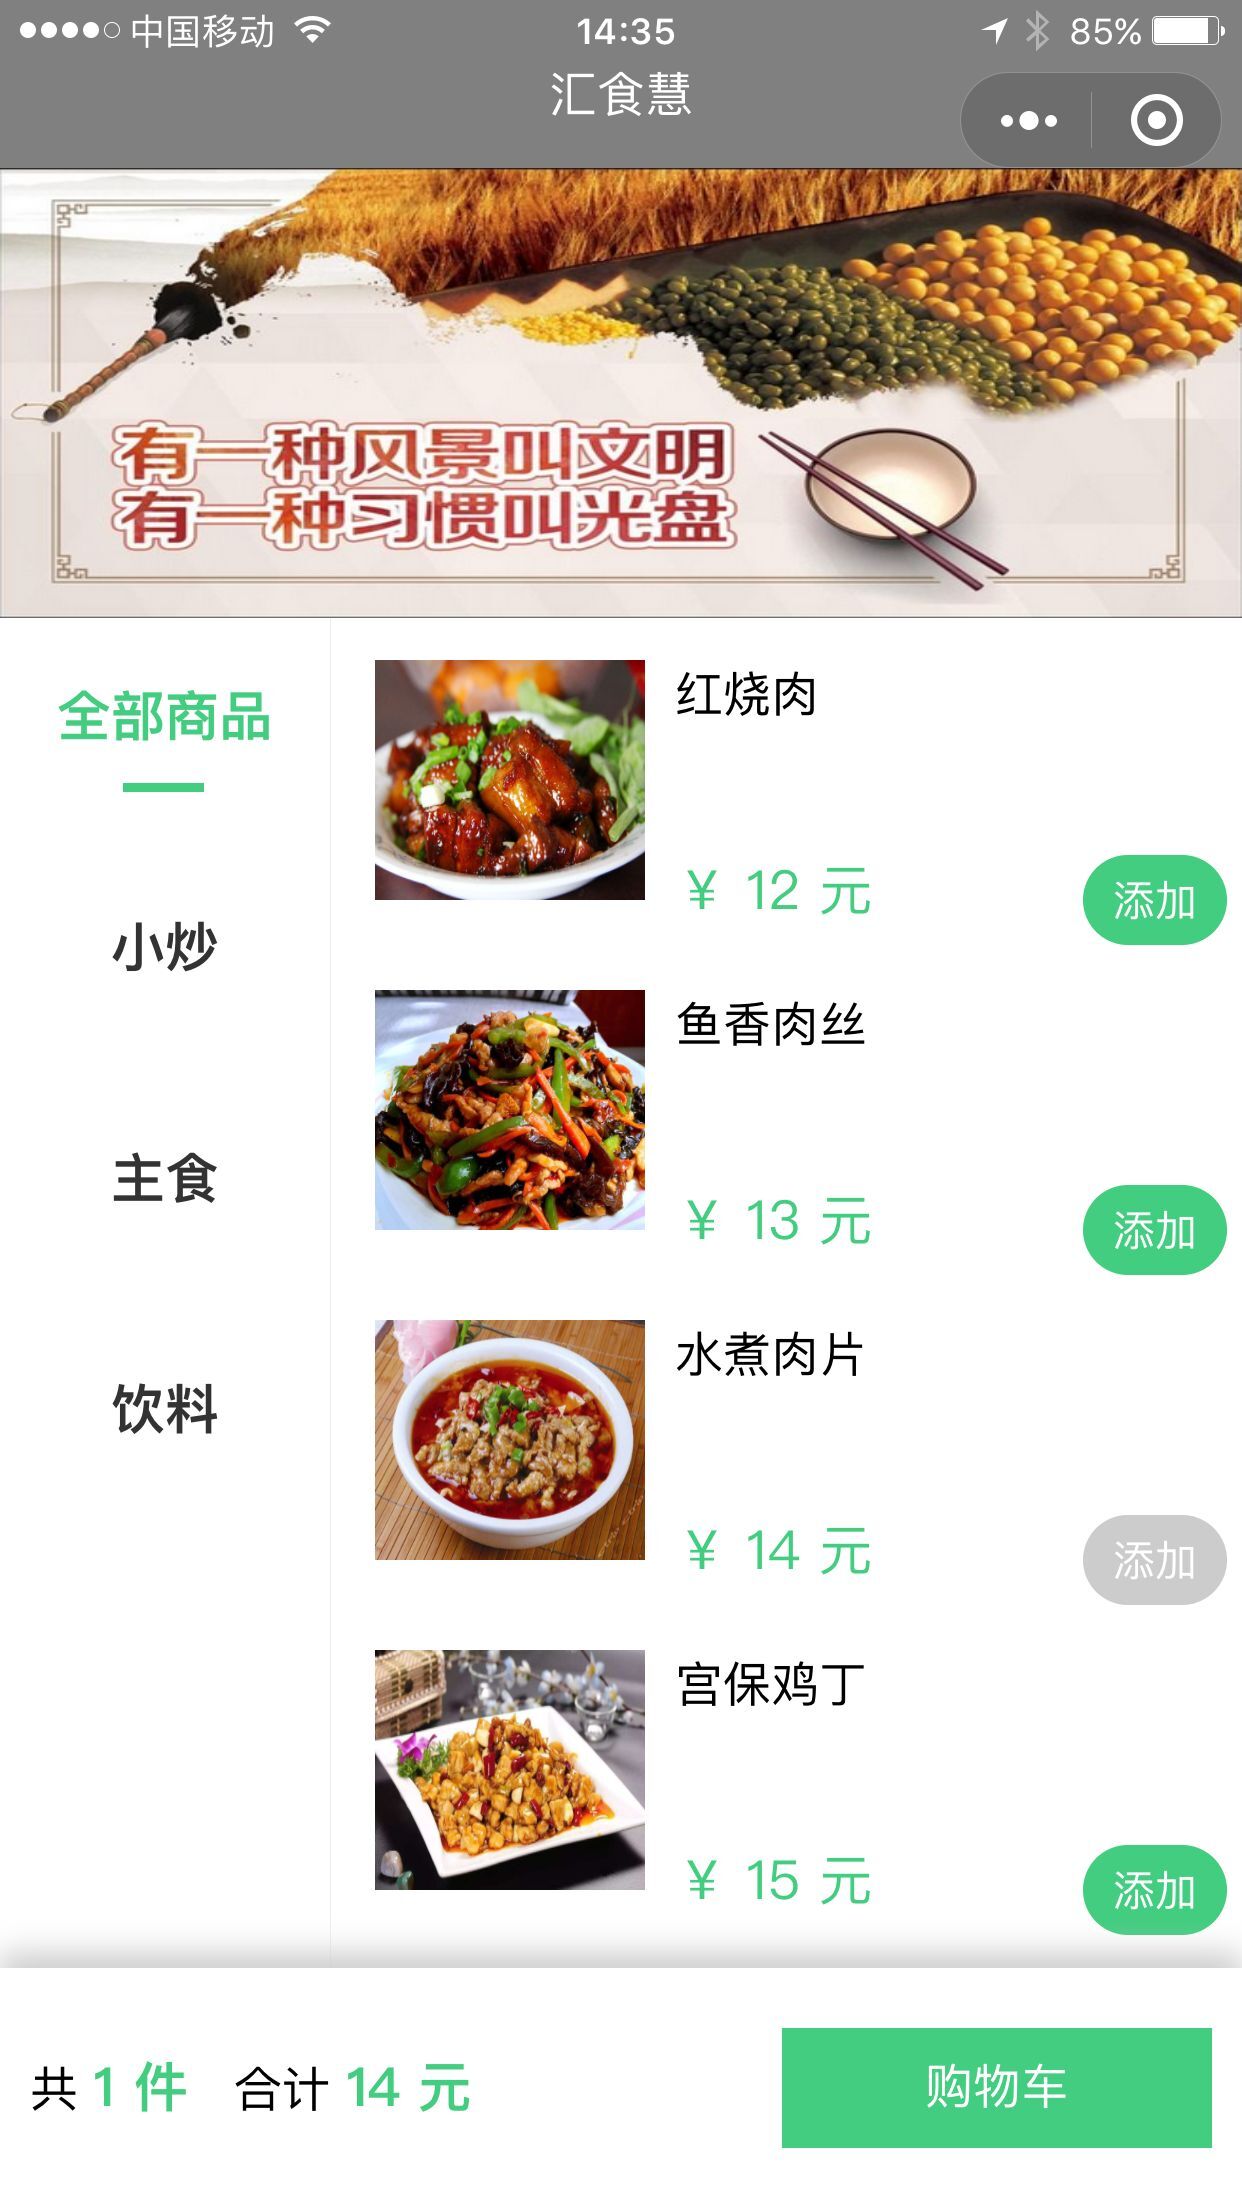 中国移动
14:35
85%
汇食慧
有一种风景叫文明
有一种习惯叫光盘
全部商品
小炒
主食
饮料
红烧肉
¥ 12 元
添加
鱼香肉丝
¥ 13 元
添加
水煮肉片
¥ 14 元
添加
宫保鸡丁
¥ 15 元
添加
共 1 件 合计 14 元
购物车